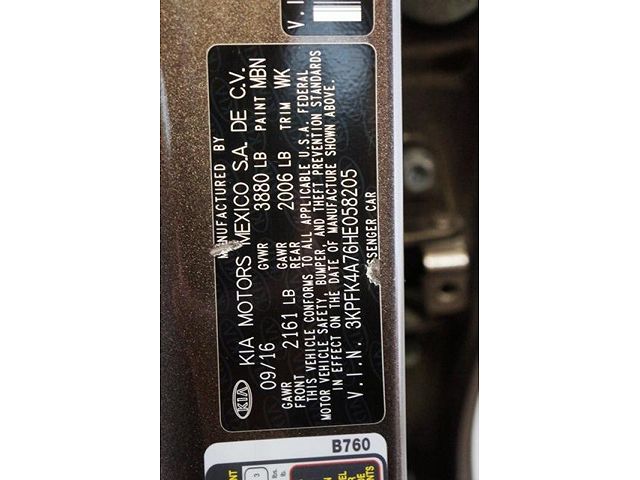 V.I.N
MANUFACTURED BY
KIA KIA MOTORS MEXICO S.A. DE C.V.
09/16 GVWR 3880 LB PAINT MBN
GAWR FRONT 2161 LB GAWR REAR 2006 LB TRIM WK
THIS VEHICLE CONFORMS TO ALL APPLICABLE U.S.A. FEDERAL
MOTOR VEHICLE SAFETY, BUMPER, AND THEFT PREVENTION STANDARDS
IN EFFECT ON THE DATE OF MANUFACTURE SHOWN ABOVE.
V.I.N. 3KPFK4A76HE058205
SSENGER CAR
B760